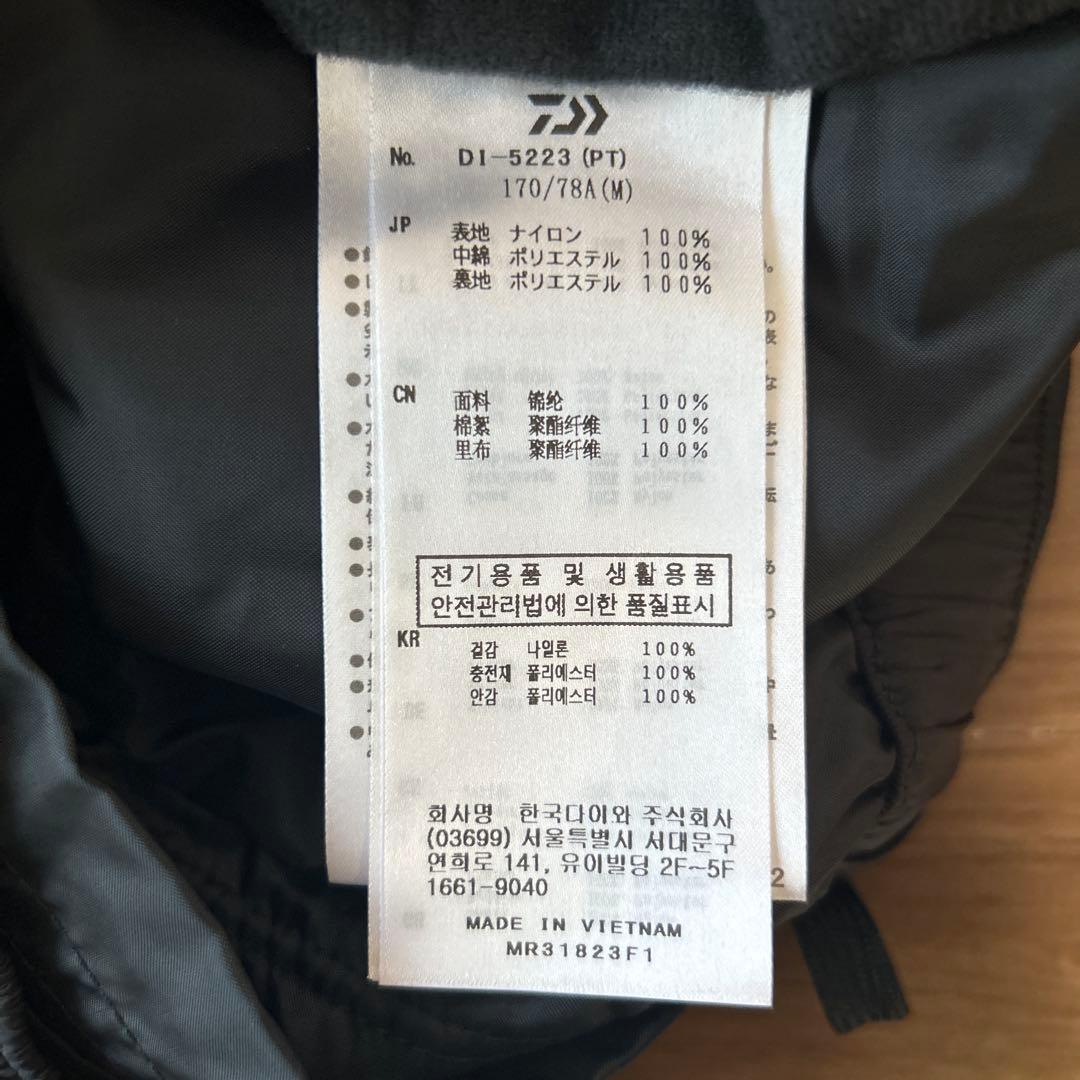 No. DI-5223 (PT)
170/78A(M)
JP
表地 ナイロン 100%
中綿 ポリエステル 100%
裏地 ポリエステル 100%
CN
面料 锦纶 100%
棉絮 聚酯纤维 100%
里布 聚酯纤维 100%
전기용품 및 생활용품
안전관리법에 의한 품질표시
KR
겉감 나일론 100%
충전재 폴리에스터 100%
안감 폴리에스터 100%
회사명 한국다이와 주식회사
(03699) 서울특별시 서대문구
연희로 141, 유이빌딩 2F~5F
1661-9040
MADE IN VIETNAM
MR31823F1
2